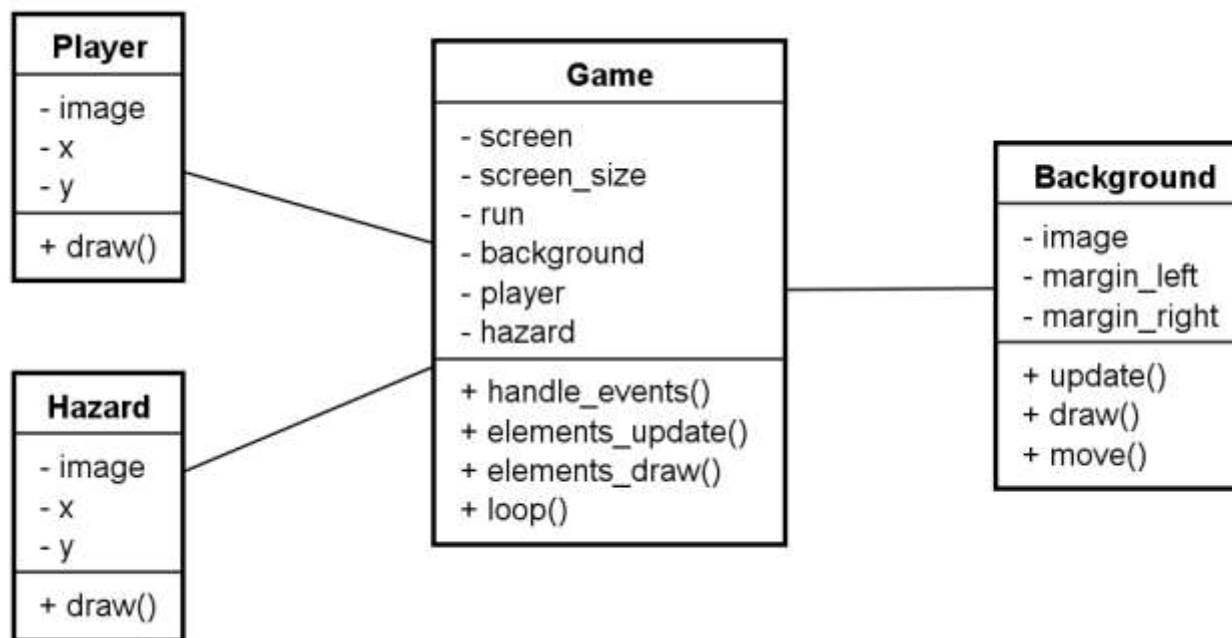 Player
- image
- x
- y
+ draw()
Hazard
- image
- x
- y
+ draw()
Game
- screen
- screen_size
- run
- background
- player
- hazard
+ handle_events()
+ elements_update()
+ elements_draw()
+ loop()
Background
- image
- margin_left
- margin_right
+ update()
+ draw()
+ move()